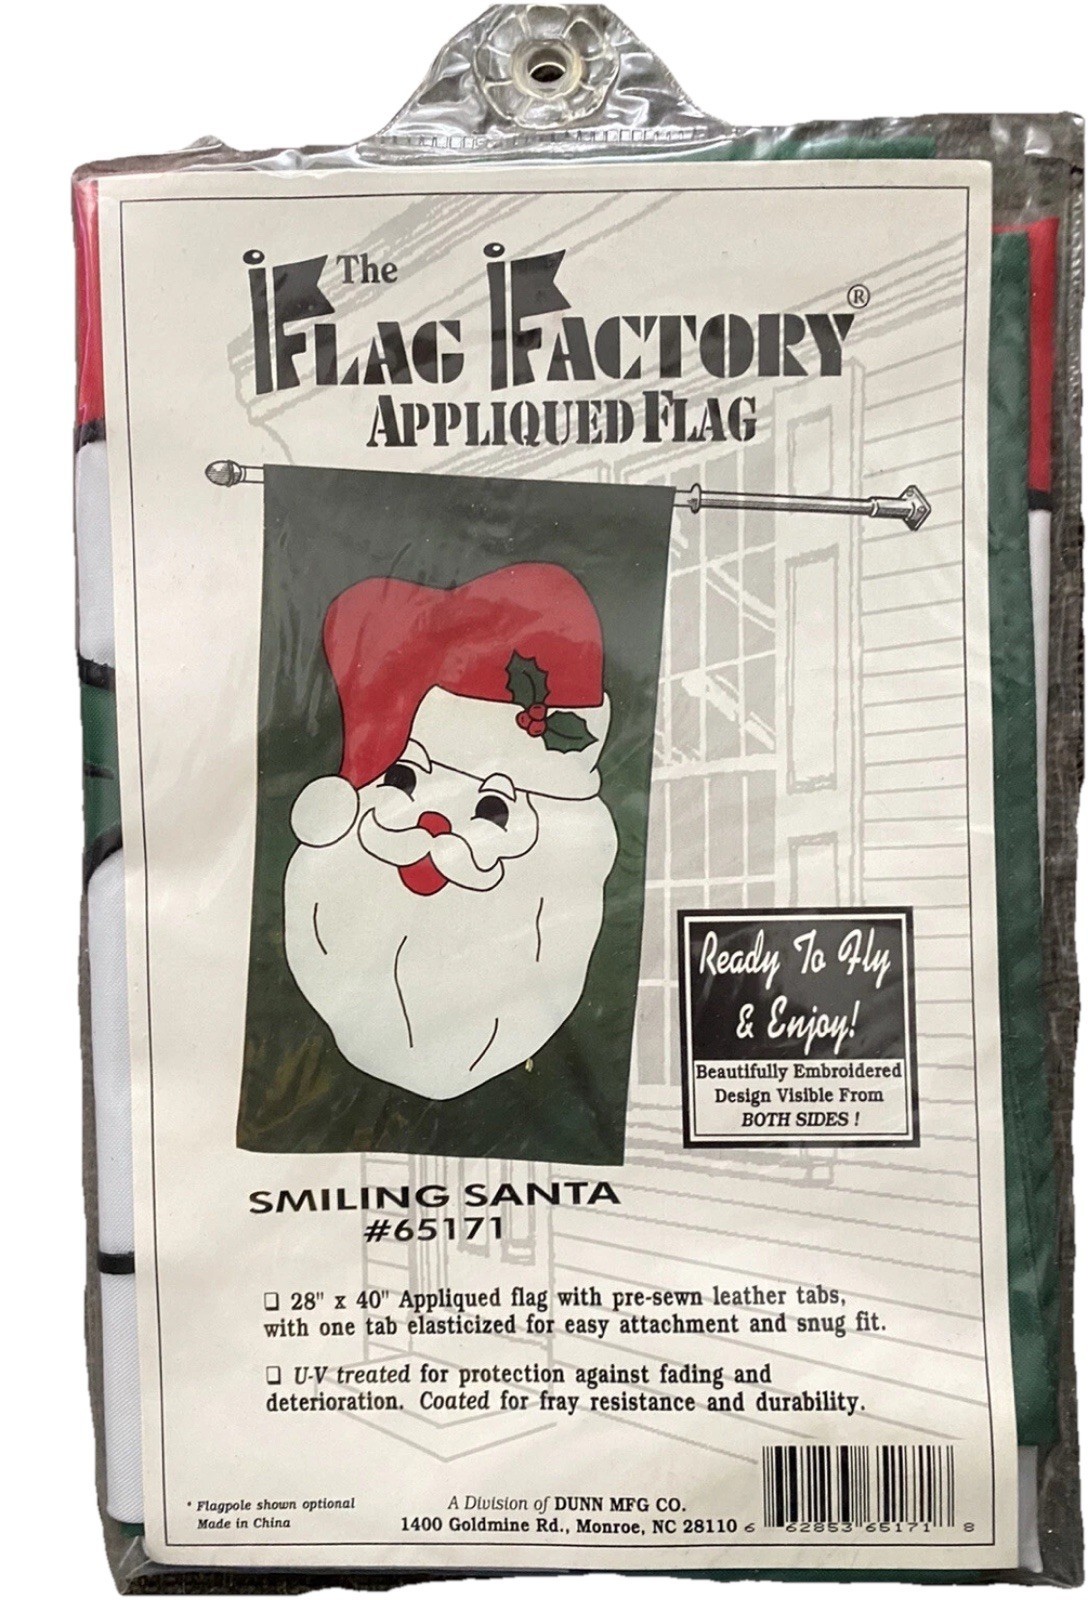 The
FLAG FACTORY®
APPLIQUED FLAG
Ready To Fly
& Enjoy!
Beautifully Embroidered
Design Visible From
BOTH SIDES !
SMILING SANTA
#65171
❏ 28" x 40" Appliqued flag with pre-sewn leather tabs,
with one tab elasticized for easy attachment and snug fit.
❏ U-V treated for protection against fading and
deterioration. Coated for fray resistance and durability.
* Flagpole shown optional
Made in China
A Division of DUNN MFG CO.
1400 Goldmine Rd., Monroe, NC 28110
6 62853 65171 8